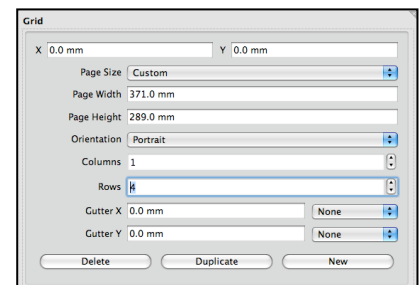 Grid
X 0.0 mm Y 0.0 mm
Page Size Custom
Page Width 371.0 mm
Page Height 289.0 mm
Orientation Portrait
Columns 1
Rows 4
Gutter X 0.0 mm None
Gutter Y 0.0 mm None
Delete Duplicate New